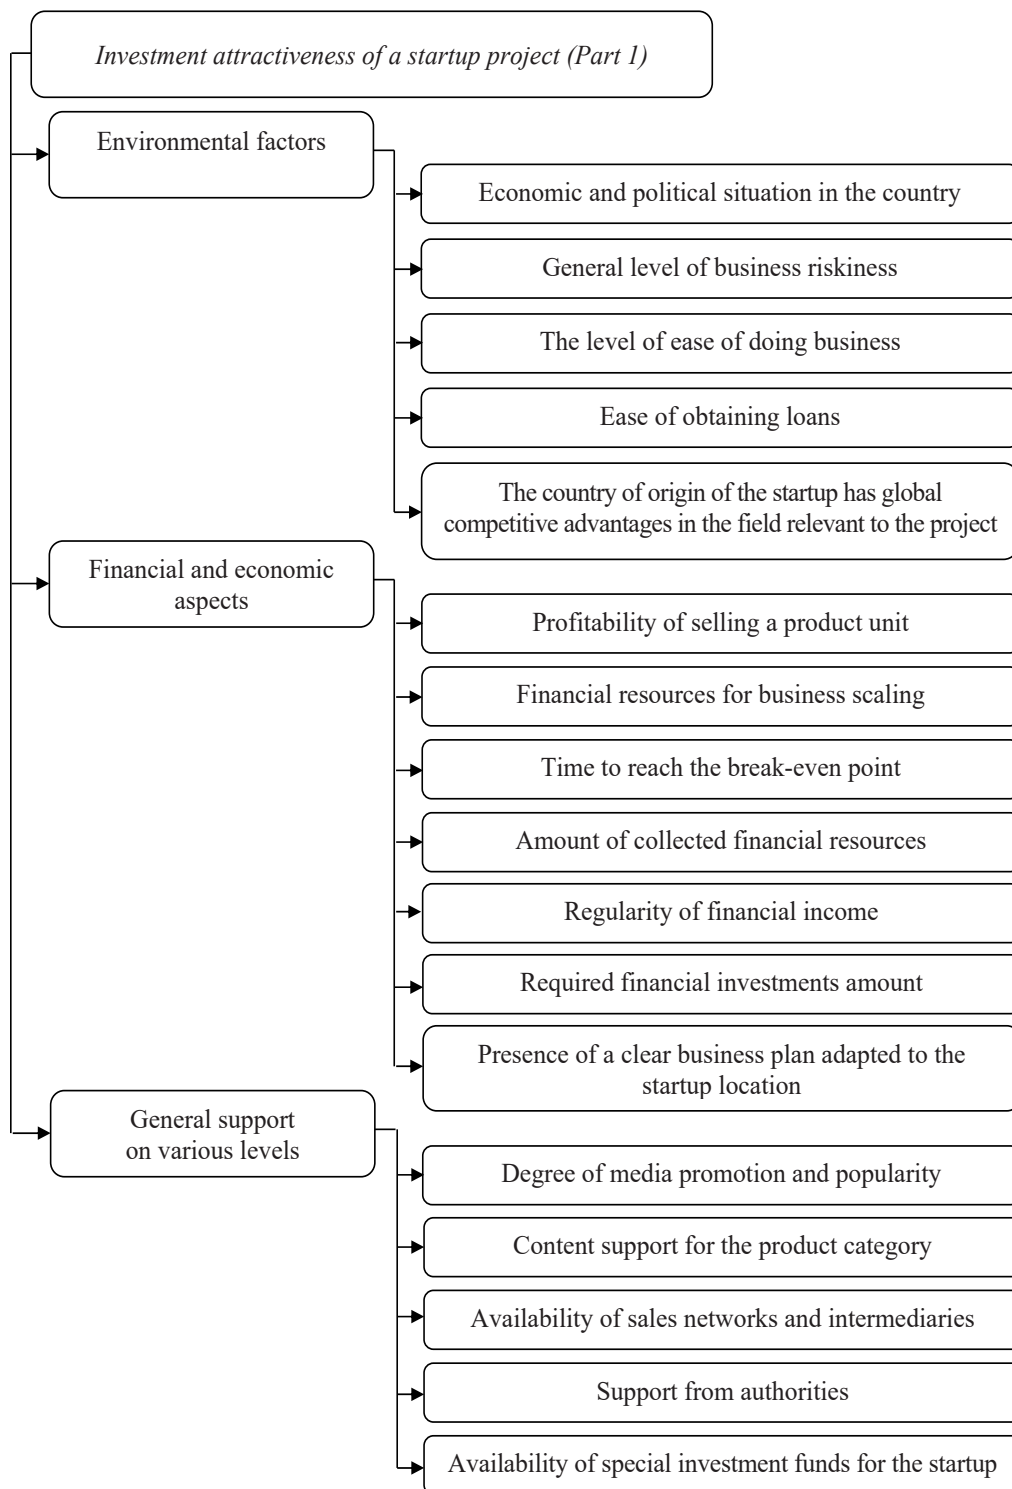 Investment attractiveness of a startup project (Part 1)
Environmental factors
Economic and political situation in the country
General level of business riskiness
The level of ease of doing business
Ease of obtaining loans
The country of origin of the startup has global
competitive advantages in the field relevant to the project
Financial and economic
aspects
Profitability of selling a product unit
Financial resources for business scaling
Time to reach the break-even point
Amount of collected financial resources
Regularity of financial income
Required financial investments amount
Presence of a clear business plan adapted to the
startup location
General support
on various levels
Degree of media promotion and popularity
Content support for the product category
Availability of sales networks and intermediaries
Support from authorities
Availability of special investment funds for the startup